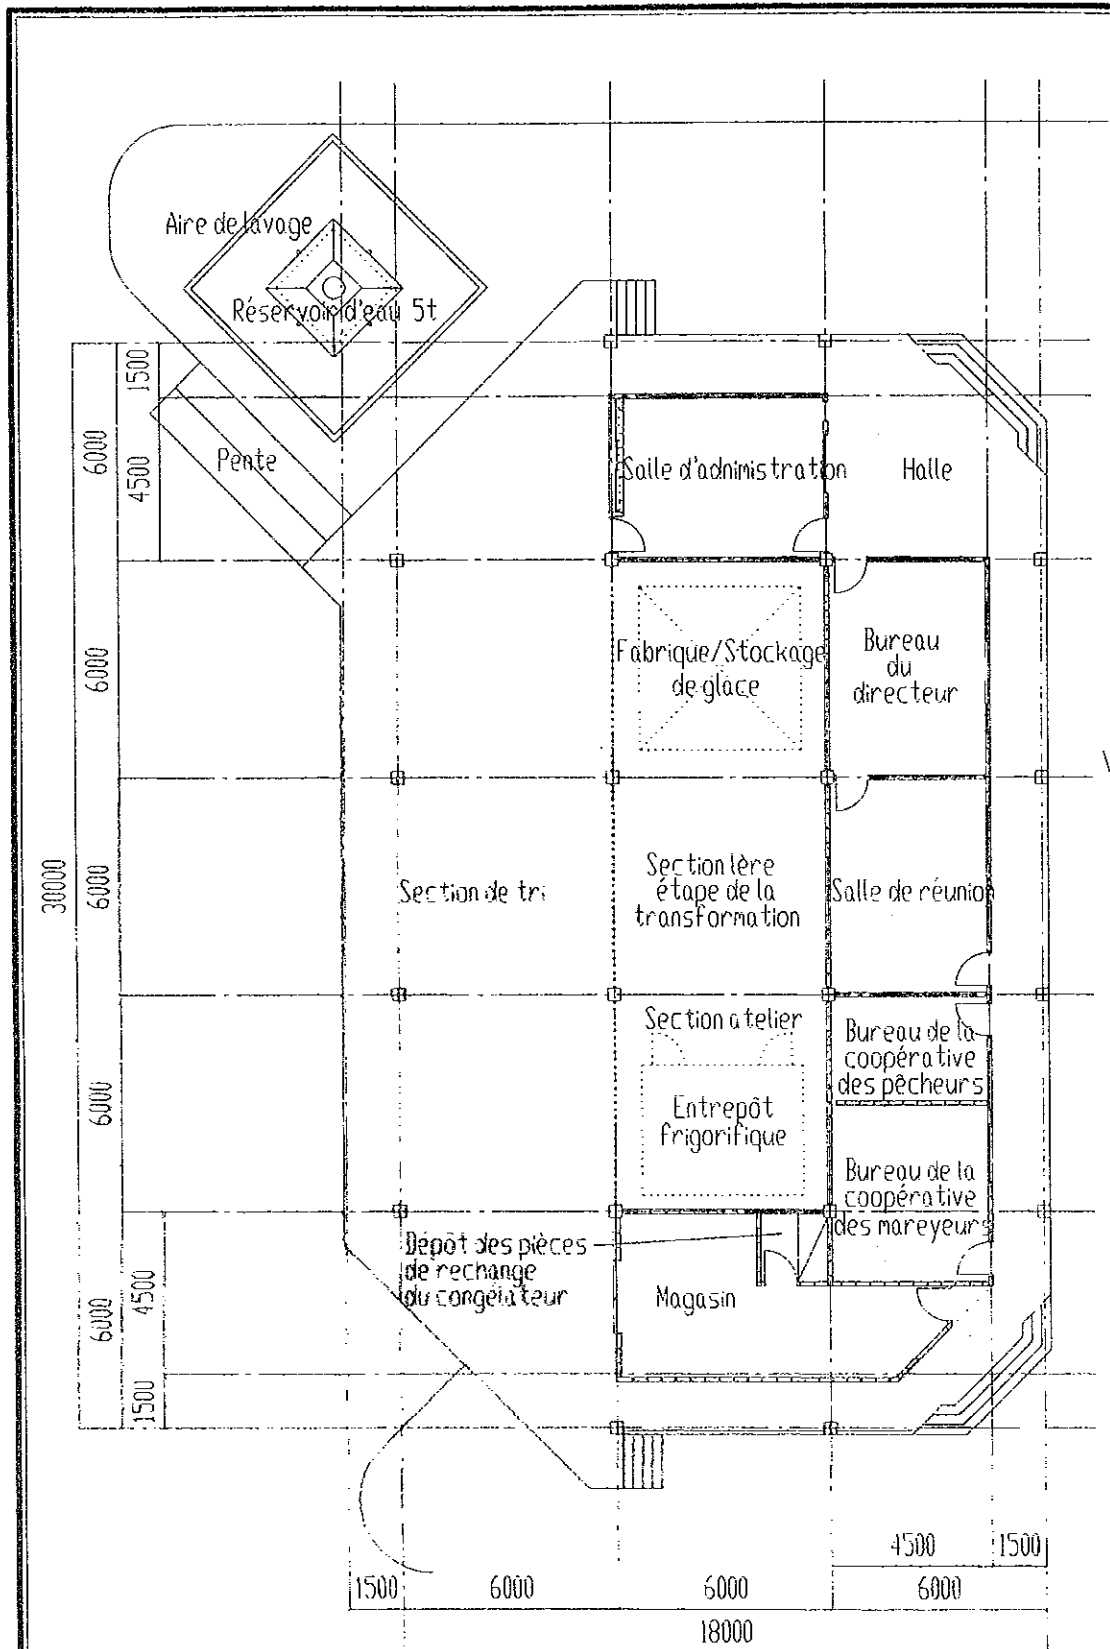 Aire de lavage
Réservoir d'eau 5t
1500
6000
4500
Pente
Salle d'adnimistration
Halle
6000
Fabrique/Stockage
de glace
Bureau
du
directeur
30000
6000
Section de tri
Section 1ère
étape de la
transformation
Salle de réunion
6000
Section atelier
Entrepôt
frigorifique
Bureau de la
coopérative
des pêcheurs
Bureau de la
coopérative
des mareyeurs
Dépôt des pièces
de rechange
du congélateur
Magasin
6000
4500
1500
4500
1500
1500
6000
6000
6000
18000